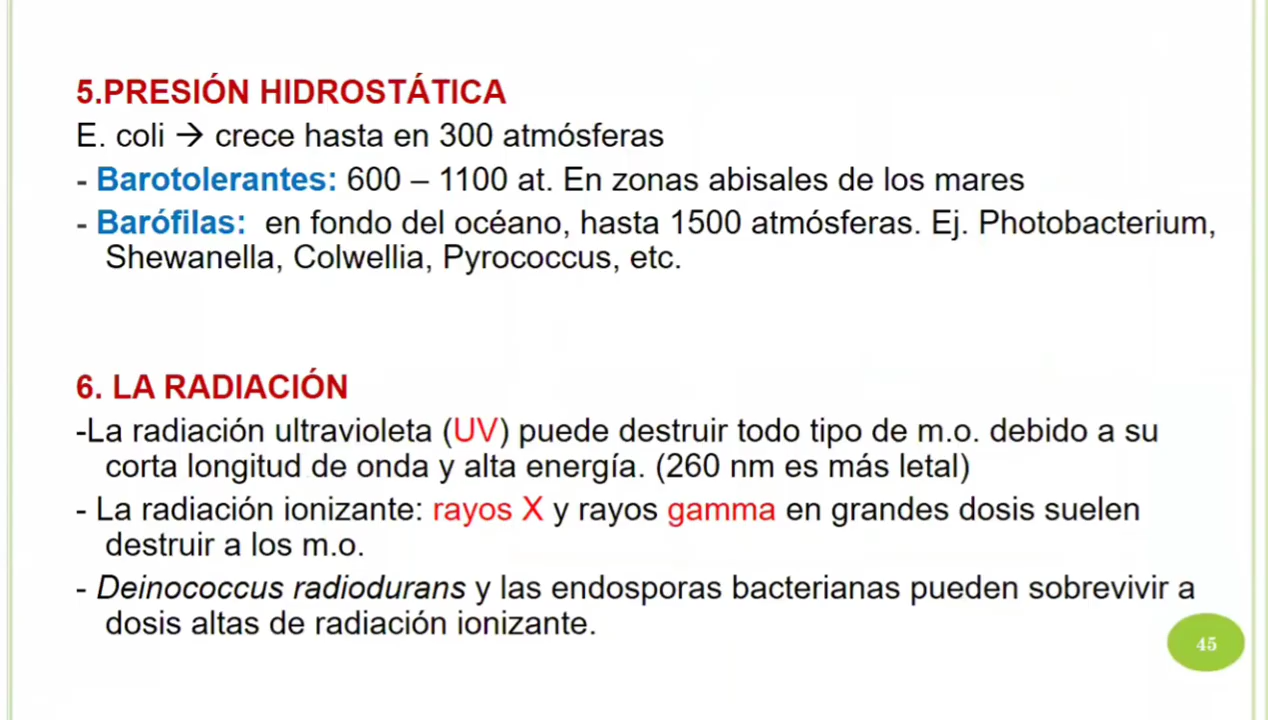 5.PRESIÓN HIDROSTÁTICA
E. coli → crece hasta en 300 atmósferas
- Barotolerantes: 600 – 1100 at. En zonas abisales de los mares
- Barófilas: en fondo del océano, hasta 1500 atmósferas. Ej. Photobacterium,
Shewanella, Colwellia, Pyrococcus, etc.
6. LA RADIACIÓN
-La radiación ultravioleta (UV) puede destruir todo tipo de m.o. debido a su
corta longitud de onda y alta energía. (260 nm es más letal)
- La radiación ionizante: rayos X y rayos gamma en grandes dosis suelen
destruir a los m.o.
- Deinococcus radiodurans y las endosporas bacterianas pueden sobrevivir a
dosis altas de radiación ionizante.
45